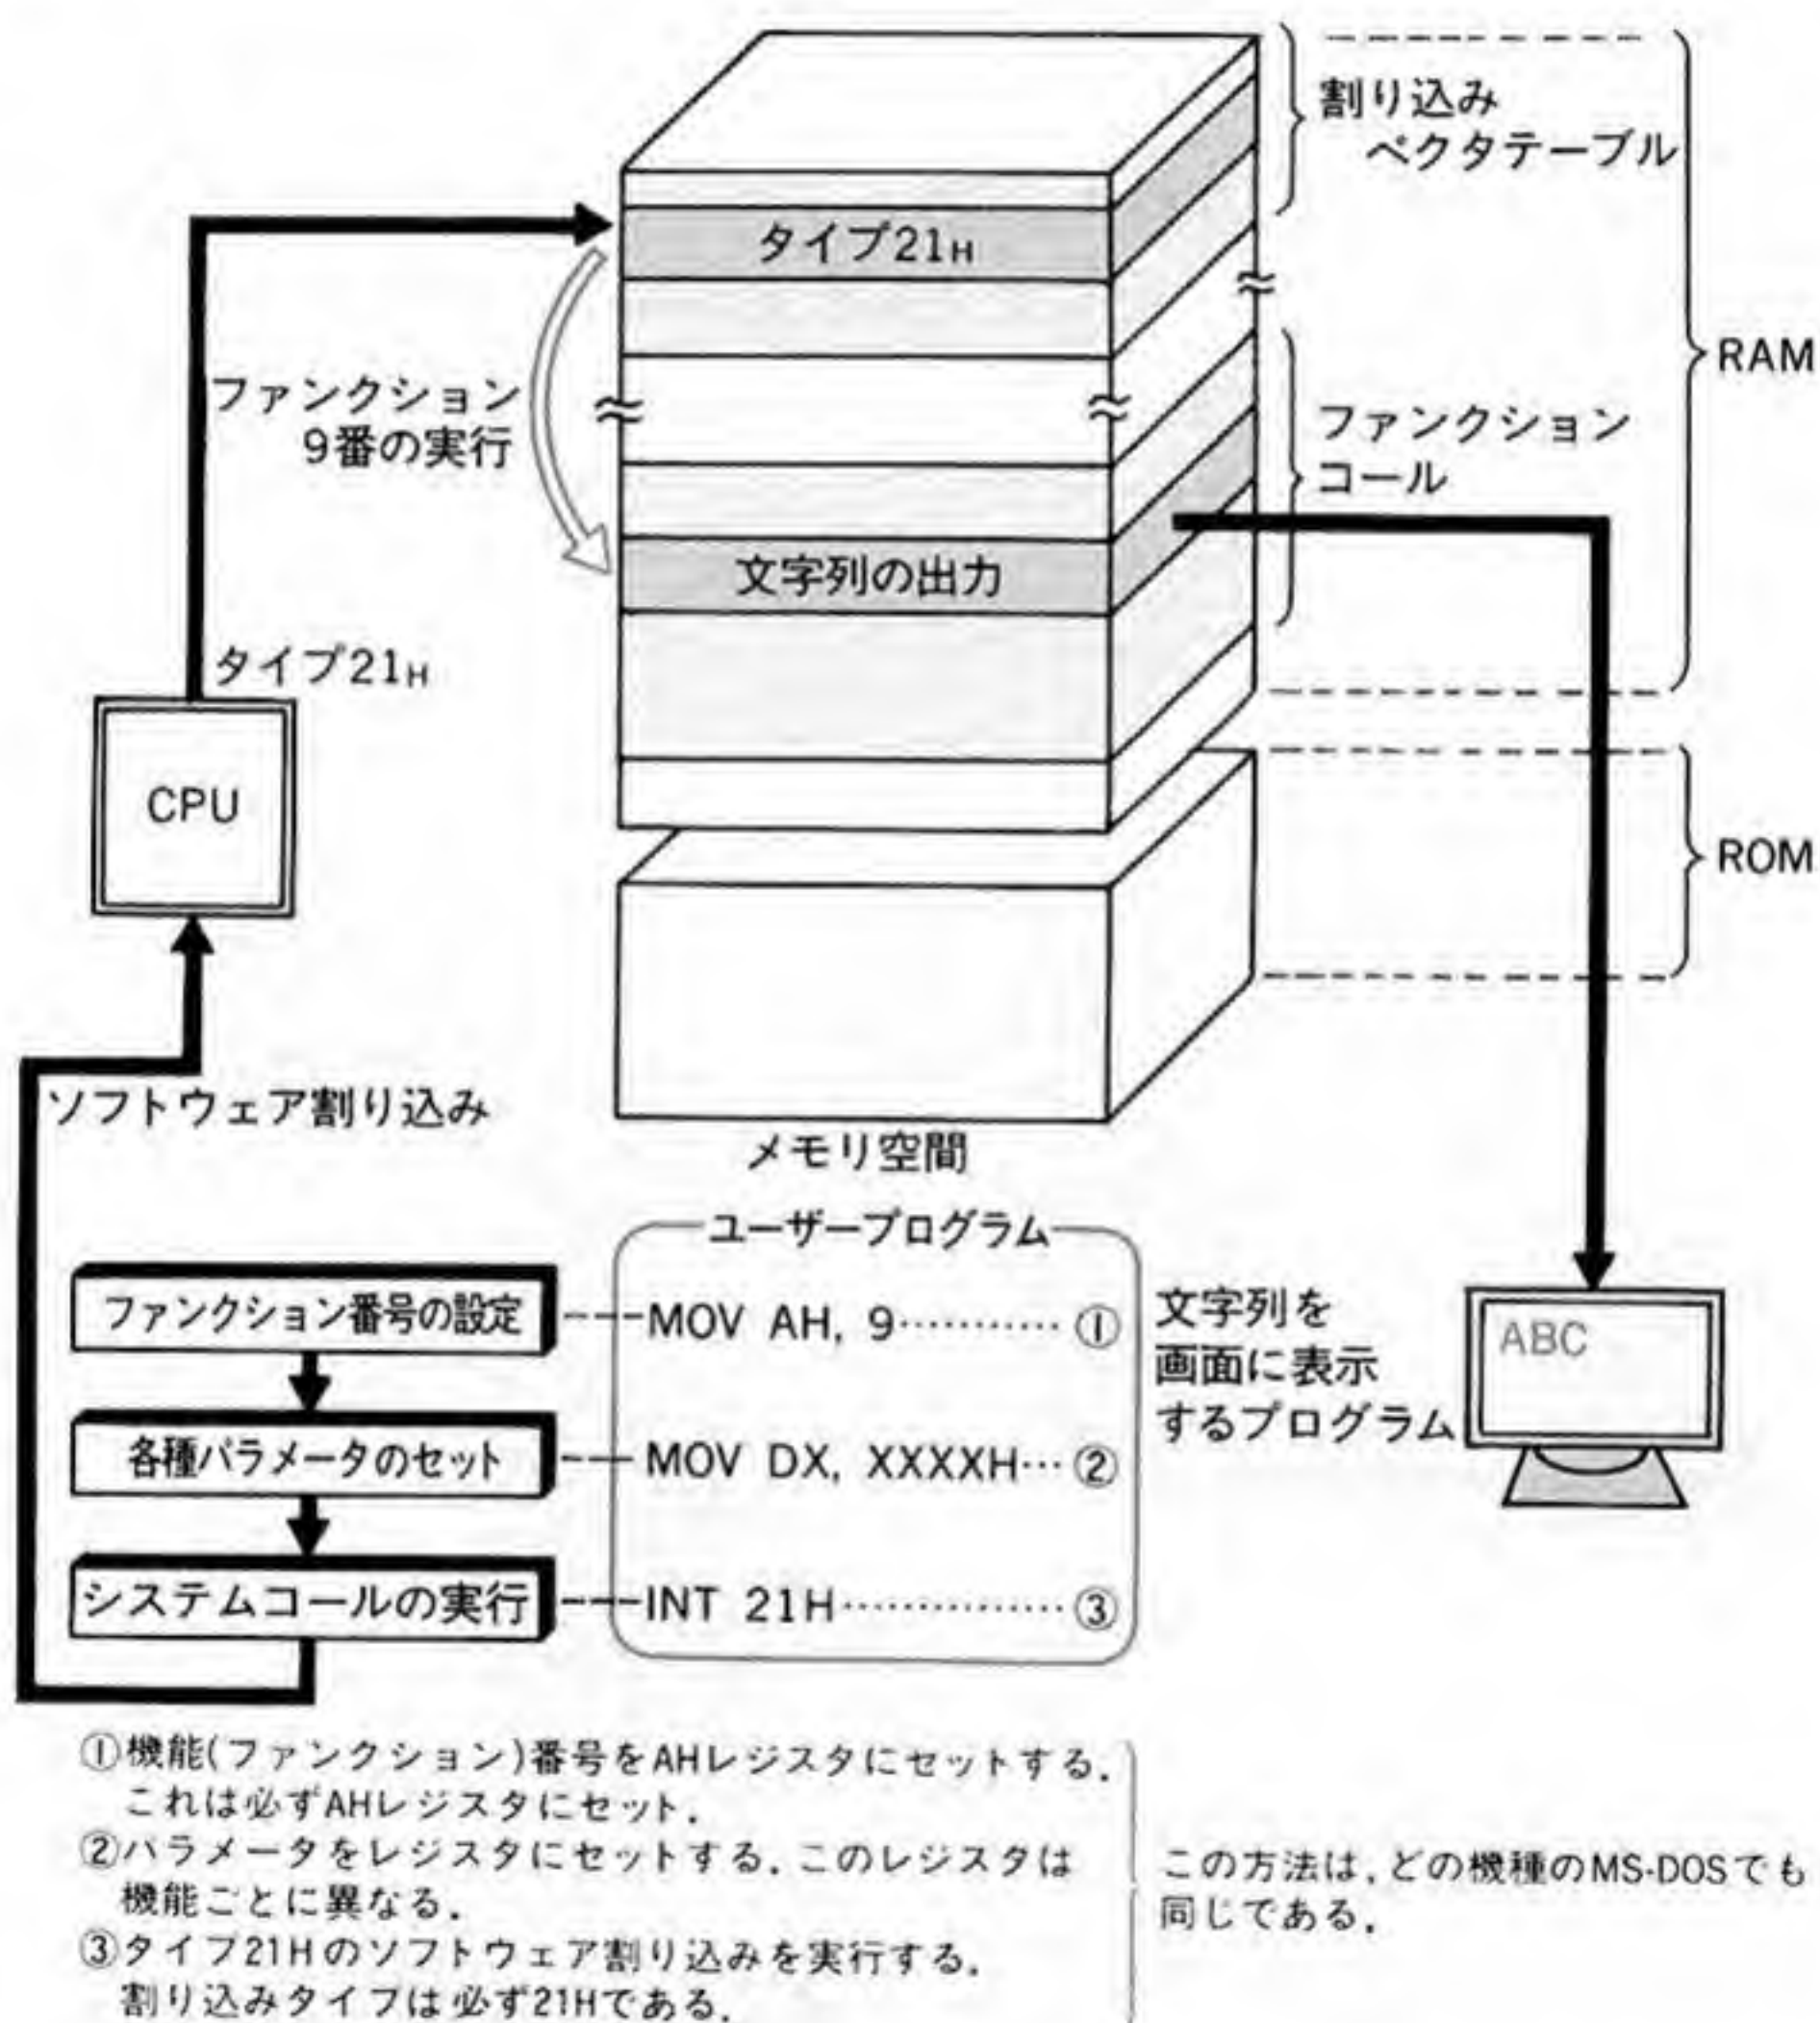 割り込み
ベクタテーブル
タイプ21H
RAM
ファンクション
9番の実行
ファンクション
コール
文字列の出力
タイプ21H
CPU
ROM
ソフトウェア割り込み
メモリ空間
ユーザープログラム
ファンクション番号の設定
MOV AH, 9………… ①
各種パラメータのセット
MOV DX, XXXXH… ②
システムコールの実行
INT 21H…………… ③
文字列を
画面に表示
するプログラム
ABC
①機能(ファンクション)番号をAHレジスタにセットする.
これは必ずAHレジスタにセット.
②パラメータをレジスタにセットする. このレジスタは
機能ごとに異なる.
③タイプ21Hのソフトウェア割り込みを実行する.
割り込みタイプは必ず21Hである.
この方法は, どの機種のMS-DOSでも
同じである.